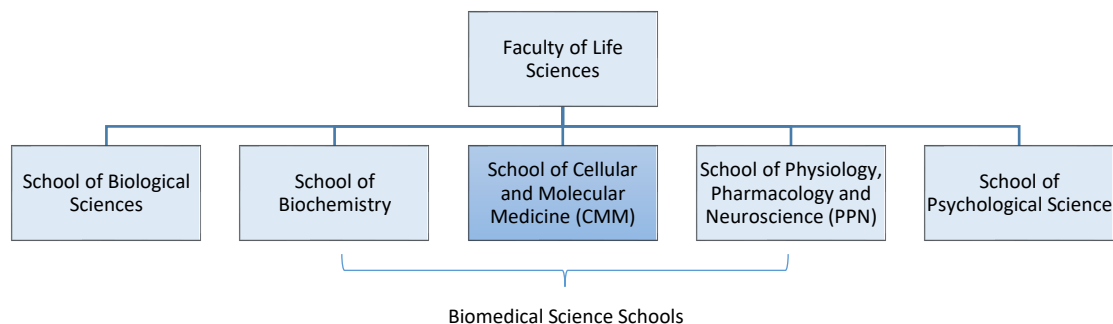 Faculty of Life
Sciences
School of Biological
Sciences
School of
Biochemistry
School of Cellular
and Molecular
Medicine (CMM)
School of Physiology,
Pharmacology and
Neuroscience (PPN)
School of
Psychological Science
Biomedical Science Schools